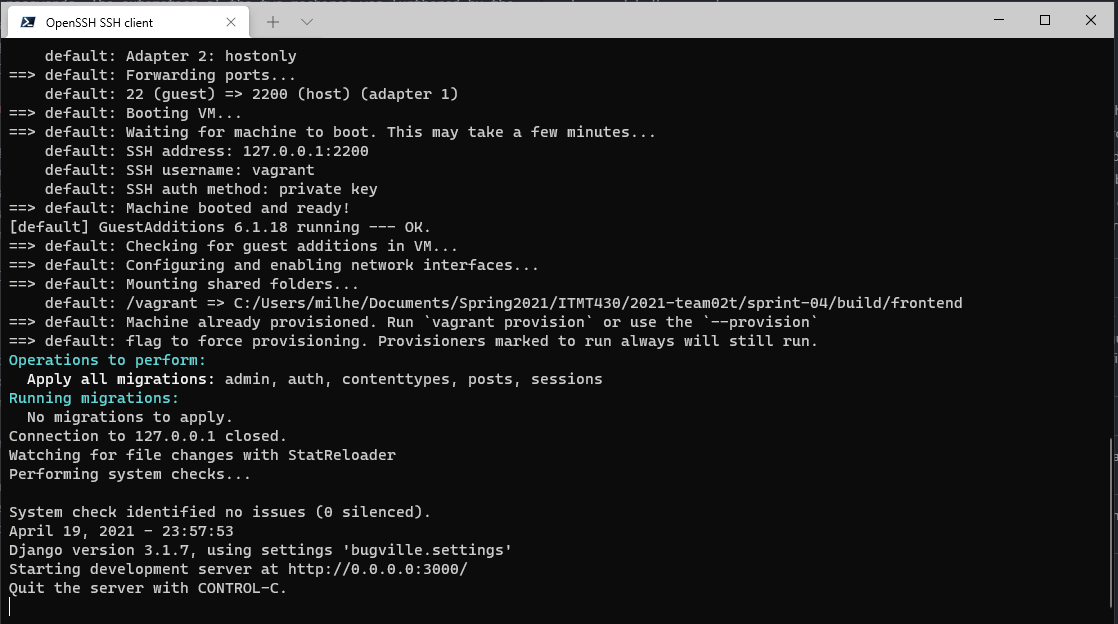 OpenSSH SSH client
default: Adapter 2: hostonly
==> default: Forwarding ports...
default: 22 (guest) => 2200 (host) (adapter 1)
==> default: Booting VM...
==> default: Waiting for machine to boot. This may take a few minutes...
default: SSH address: 127.0.0.1:2200
default: SSH username: vagrant
default: SSH auth method: private key
==> default: Machine booted and ready!
[default] GuestAdditions 6.1.18 running --- OK.
==> default: Checking for guest additions in VM...
==> default: Configuring and enabling network interfaces...
==> default: Mounting shared folders...
default: /vagrant => C:/Users/milhe/Documents/Spring2021/ITMT430/2021-team02t/sprint-04/build/frontend
==> default: Machine already provisioned. Run `vagrant provision` or use the `--provision`
==> default: flag to force provisioning. Provisioners marked to run always will still run.
Operations to perform:
Apply all migrations: admin, auth, contenttypes, posts, sessions
Running migrations:
No migrations to apply.
Connection to 127.0.0.1 closed.
Watching for file changes with StatReloader
Performing system checks...
System check identified no issues (0 silenced).
April 19, 2021 - 23:57:53
Django version 3.1.7, using settings 'bugville.settings'
Starting development server at http://0.0.0.0:3000/
Quit the server with CONTROL-C.